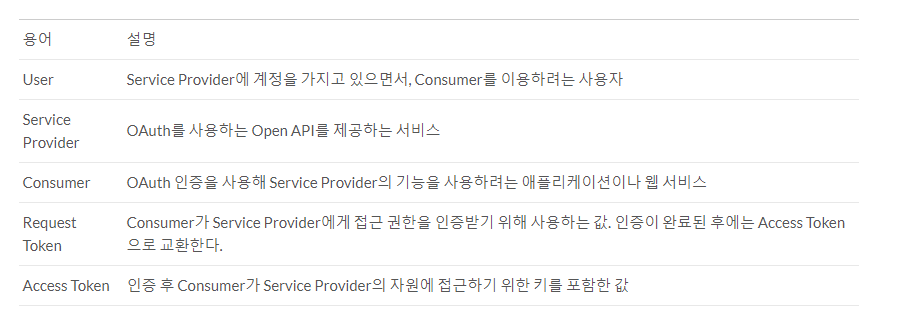 용어 설명
User Service Provider에 계정을 가지고 있으면서, Consumer를 이용하려는 사용자
Service
Provider
OAuth를 사용하는 Open API를 제공하는 서비스
Consumer OAuth 인증을 사용해 Service Provider의 기능을 사용하려는 애플리케이션이나 웹 서비스
Request
Token
Consumer가 Service Provider에게 접근 권한을 인증받기 위해 사용하는 값. 인증이 완료된 후에는 Access Token
으로 교환한다.
Access Token 인증 후 Consumer가 Service Provider의 자원에 접근하기 위한 키를 포함한 값